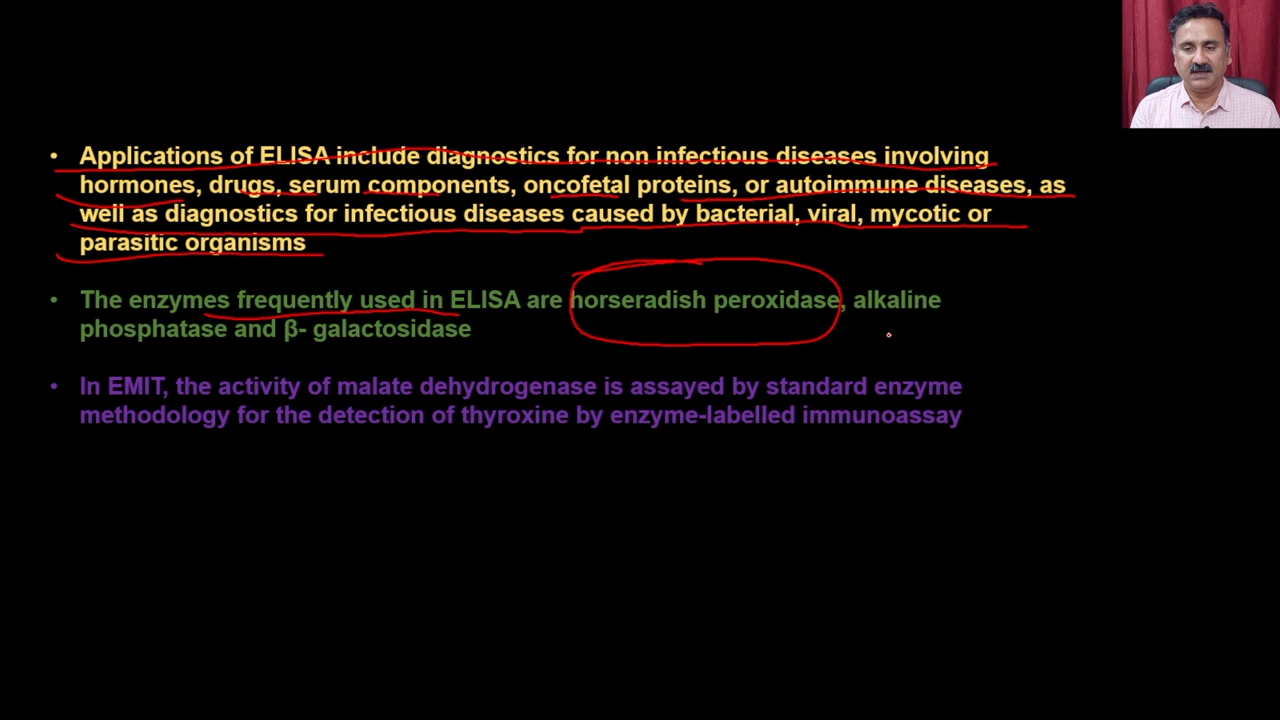 • Applications of ELISA include diagnostics for non infectious diseases involving
hormones, drugs, serum components, oncofetal proteins, or autoimmune diseases, as
well as diagnostics for infectious diseases caused by bacterial, viral, mycotic or
parasitic organisms
• The enzymes frequently used in ELISA are horseradish peroxidase, alkaline
phosphatase and β- galactosidase
• In EMIT, the activity of malate dehydrogenase is assayed by standard enzyme
methodology for the detection of thyroxine by enzyme-labelled immunoassay